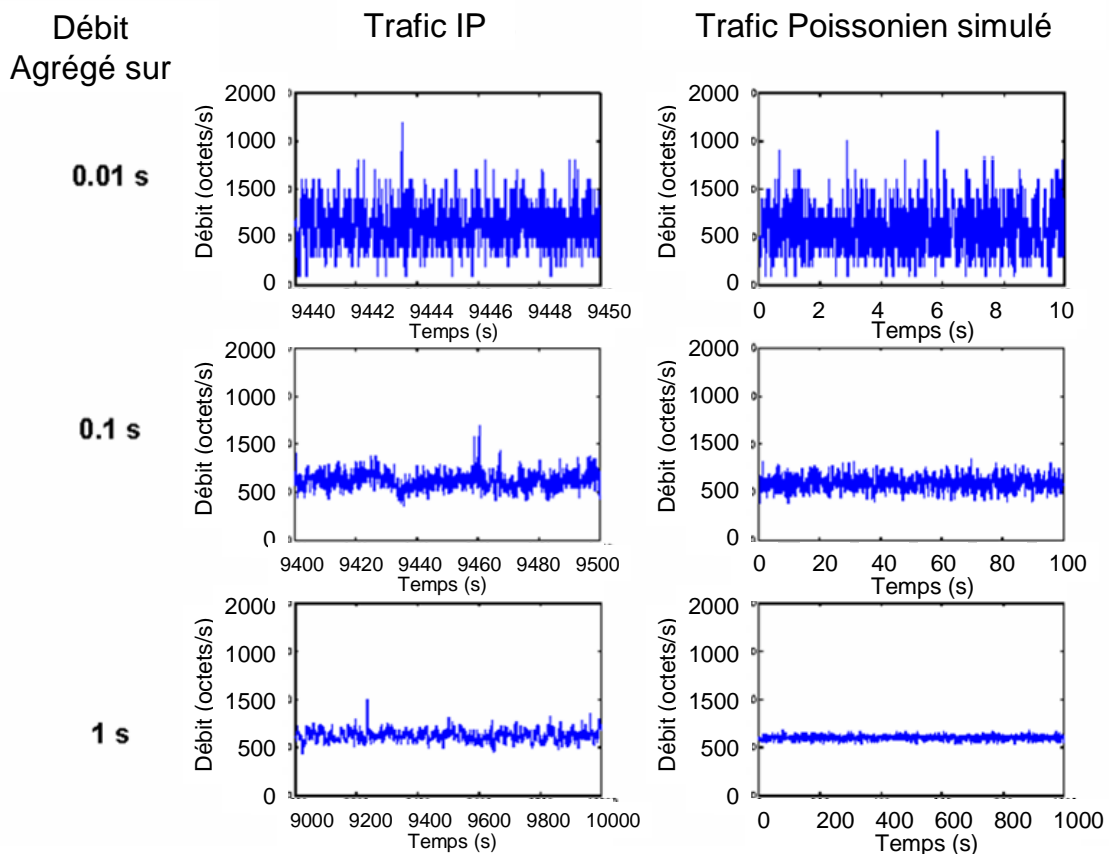 Débit
Agrégé sur
Trafic IP
Trafic Poissonien simulé
0.01 s
Débit (octets/s)
2000
1000
1500
500
0
9440 9442 9444 9446 9448 9450
Temps (s)
Débit (octets/s)
2000
1000
1500
500
0
0 2 4 6 8 10
Temps (s)
0.1 s
Débit (octets/s)
2000
1000
1500
500
0
9400 9420 9440 9460 9480 9500
Temps (s)
Débit (octets/s)
2000
1000
1500
500
0
0 20 40 60 80 100
Temps (s)
1 s
Débit (octets/s)
2000
1000
1500
500
0
9000 9200 9400 9600 9800 10000
Temps (s)
Débit (octets/s)
2000
1000
1500
500
0
0 200 400 600 800 1000
Temps (s)